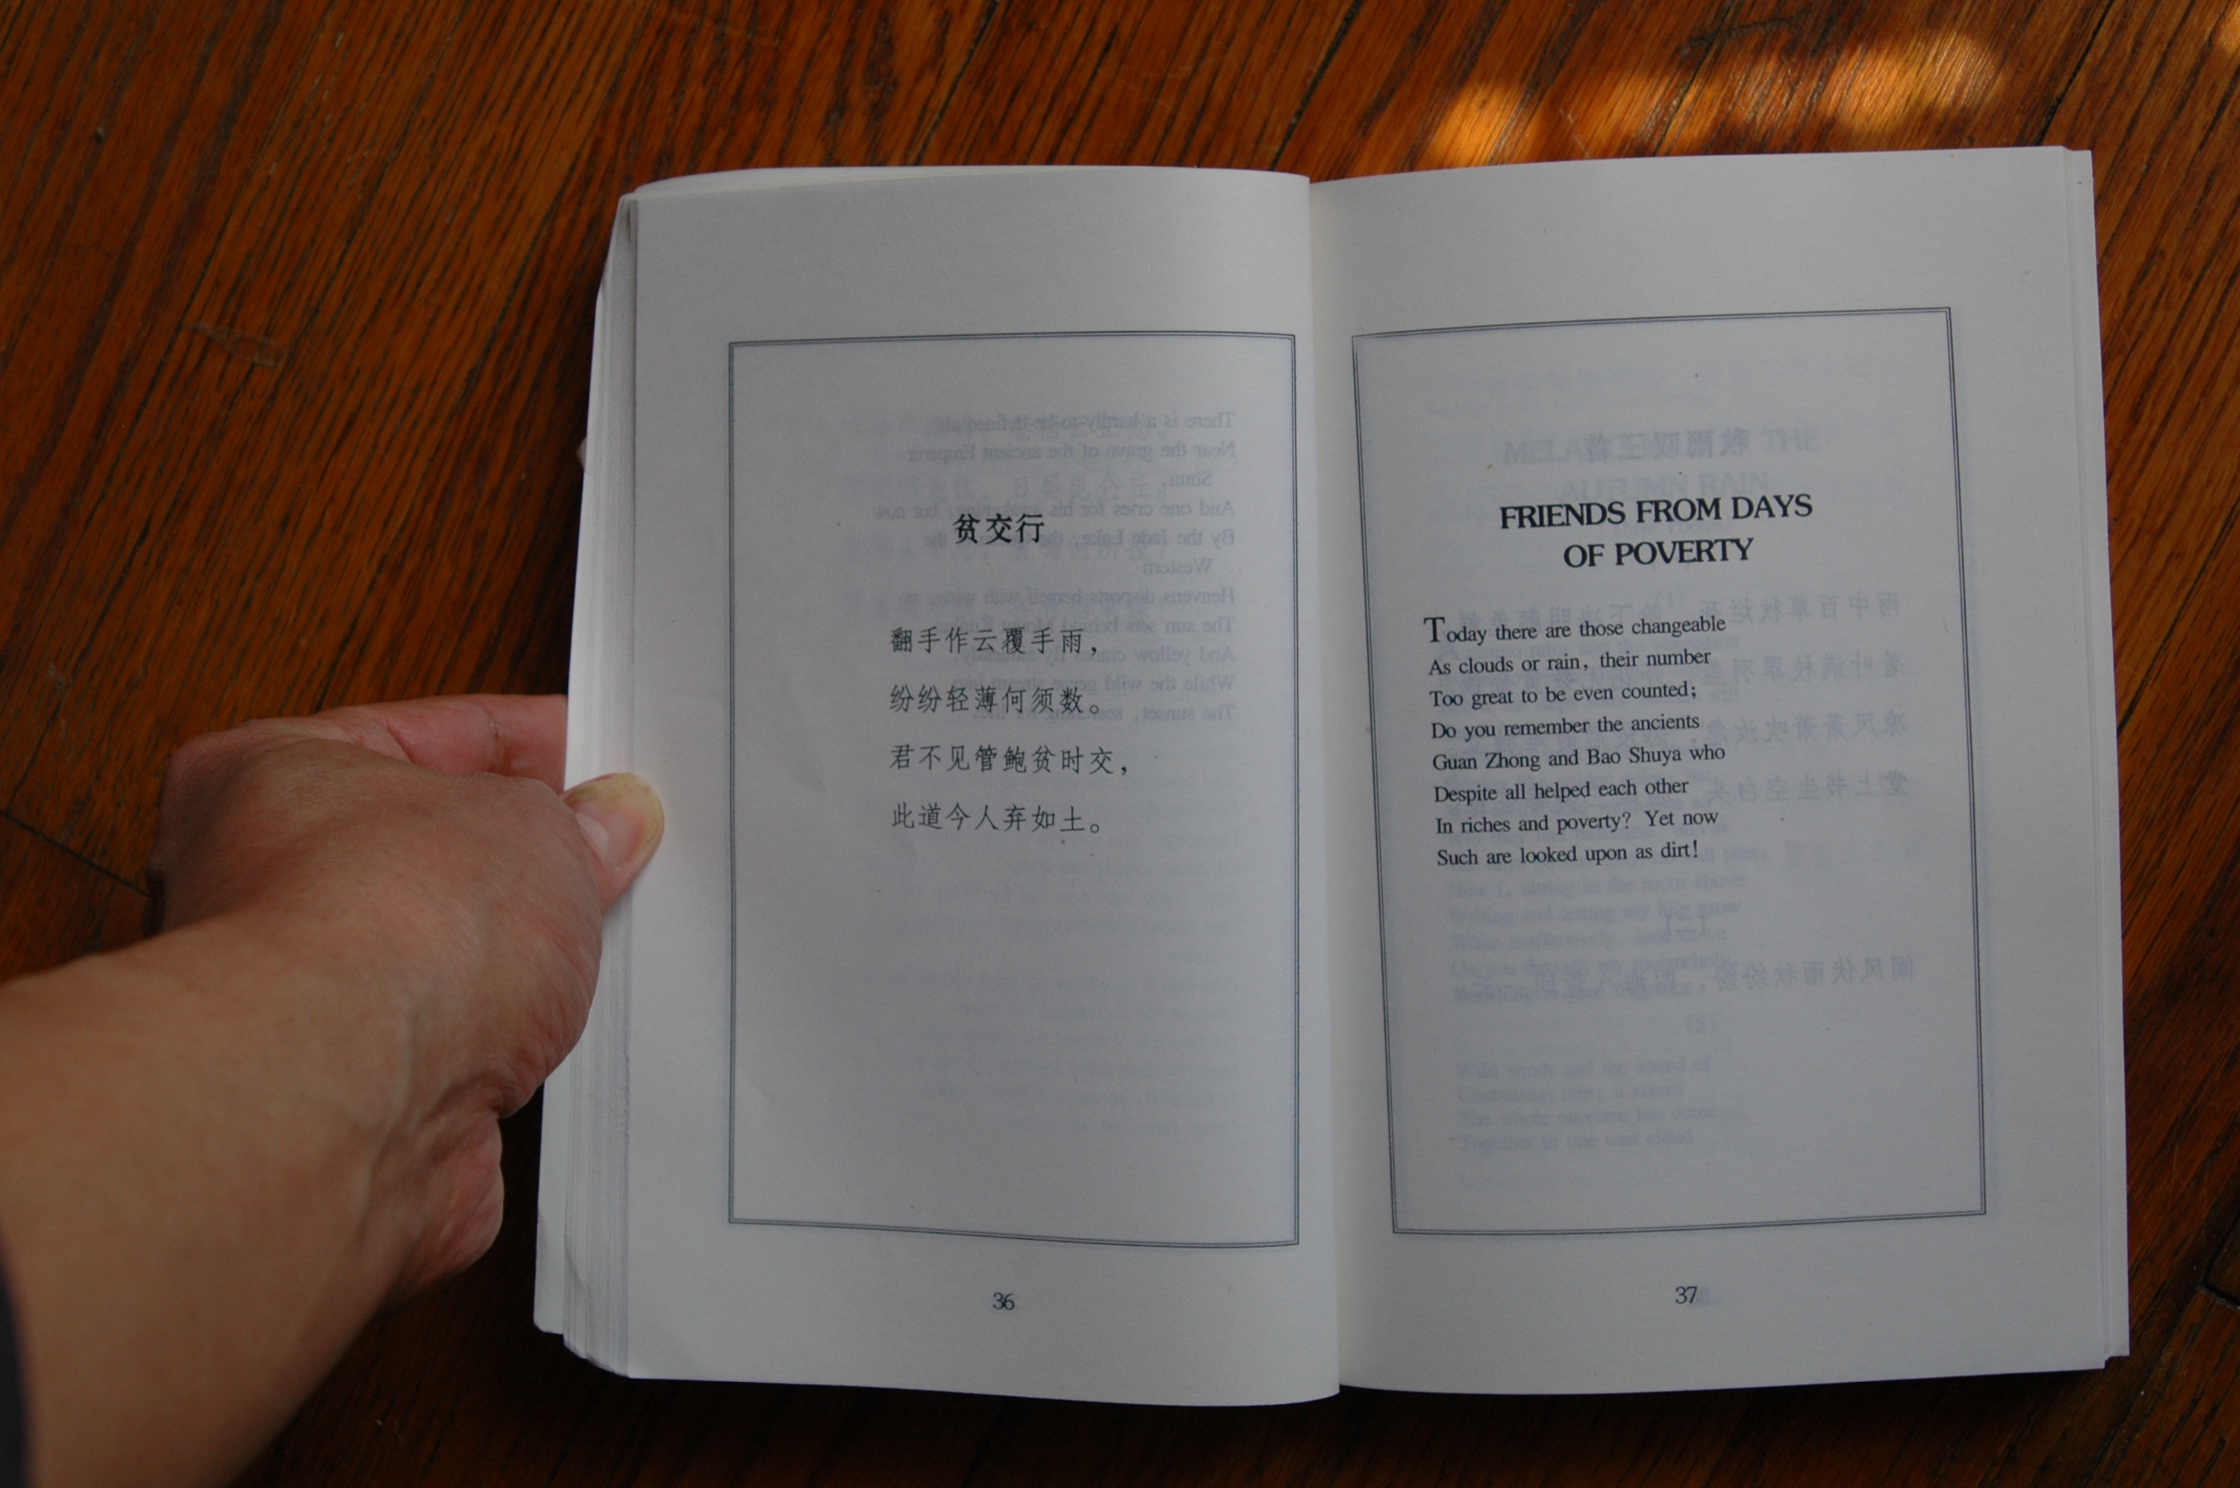 贫交行
翻手作云覆手雨，
纷纷轻薄何须数。
君不见管鲍贫时交，
此道今人弃如土。
36
FRIENDS FROM DAYS
OF POVERTY
Today there are those changeable
As clouds or rain, their number
Too great to be even counted;
Do you remember the ancients
Guan Zhong and Bao Shuya who
Despite all helped each other
In riches and poverty? Yet now
Such are looked upon as dirt!
37